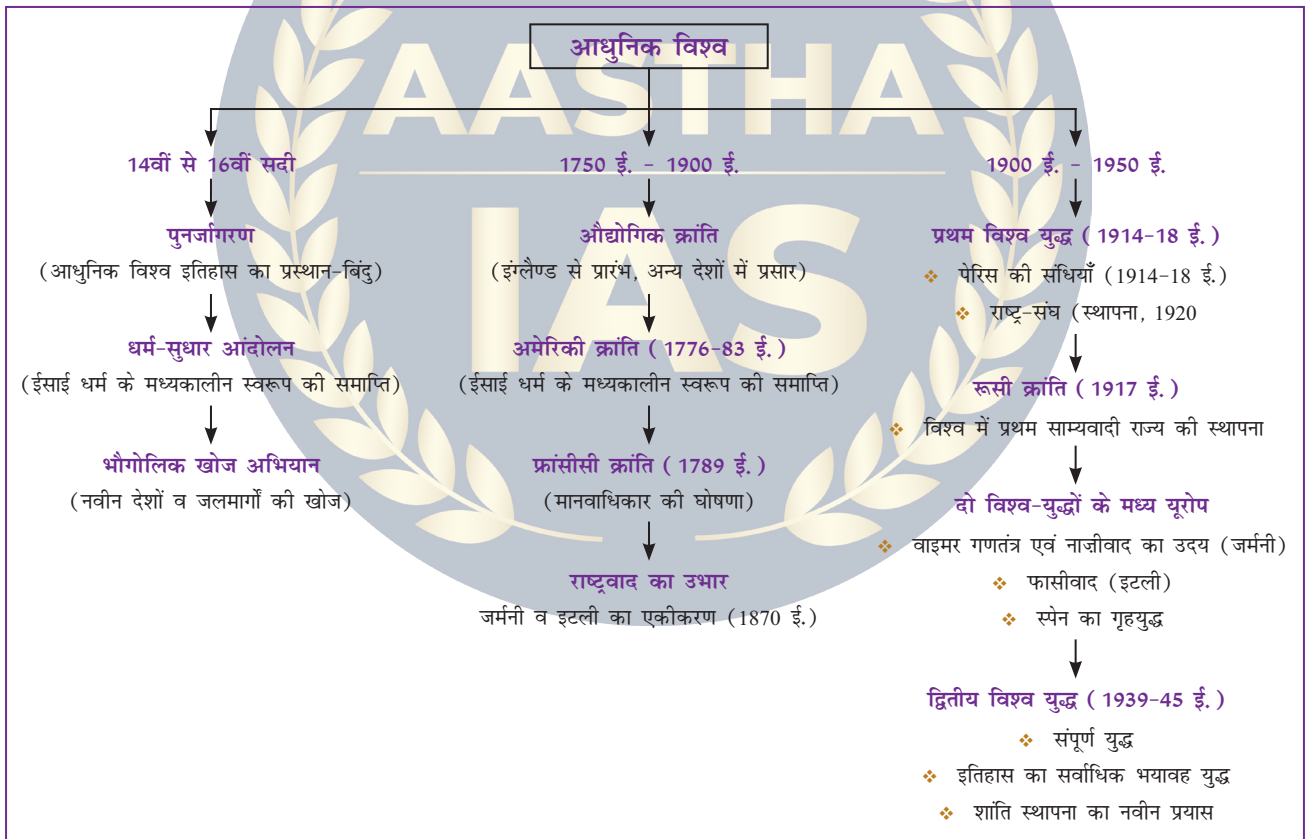 आधुनिक विश्व
AASTHA
IAS
14वीं से 16वीं सदी
पुनर्जागरण
(आधुनिक विश्व इतिहास का प्रस्थान-बिंदु)
धर्म-सुधार आंदोलन
(ईसाई धर्म के मध्यकालीन स्वरूप की समाप्ति)
भौगोलिक खोज अभियान
(नवीन देशों व जलमार्गों की खोज)
1750 ई. - 1900 ई.
औद्योगिक क्रांति
(इंग्लैण्ड से प्रारंभ, अन्य देशों में प्रसार)
अमेरिकी क्रांति (1776-83 ई.)
(ईसाई धर्म के मध्यकालीन स्वरूप की समाप्ति)
फ्रांसीसी क्रांति (1789 ई.)
(मानवाधिकार की घोषणा)
राष्ट्रवाद का उभार
जर्मनी व इटली का एकीकरण (1870 ई.)
1900 ई. - 1950 ई.
प्रथम विश्व युद्ध (1914-18 ई.)
❖ पेरिस की संधियाँ (1914-18 ई.)
❖ राष्ट्र-संघ (स्थापना, 1920
रूसी क्रांति (1917 ई.)
❖ विश्व में प्रथम साम्यवादी राज्य की स्थापना
दो विश्व-युद्धों के मध्य यूरोप
❖ वाइमर गणतंत्र एवं नाज़ीवाद का उदय (जर्मनी)
❖ फासीवाद (इटली)
❖ स्पेन का गृहयुद्ध
द्वितीय विश्व युद्ध (1939-45 ई.)
❖ संपूर्ण युद्ध
❖ इतिहास का सर्वाधिक भयावह युद्ध
❖ शांति स्थापना का नवीन प्रयास